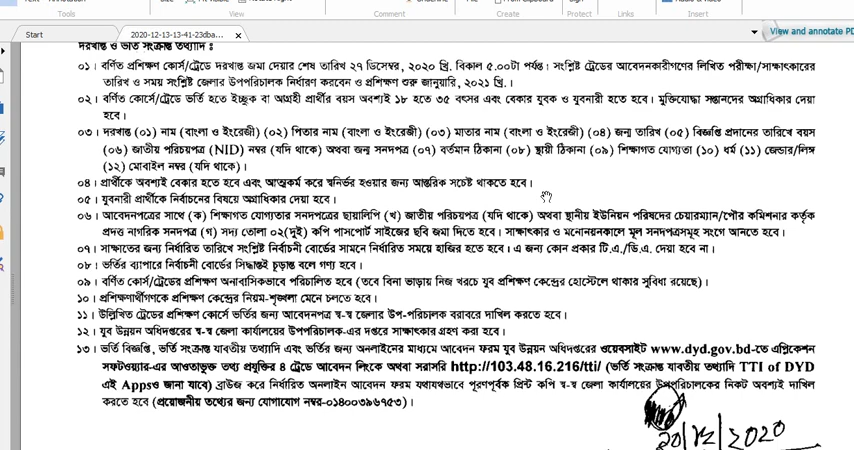 Tools View Comment Create Protect Links Insert
Start 2020-12-13-13-41-23dba... x View and annotate PD
দরখাস্ত ও ভর্তি সংক্রান্ত তথ্যাদি :
০১। বর্ণিত প্রশিক্ষণ কোর্স/ট্রেডে দরখাস্ত জমা দেয়ার শেষ তারিখ ২৭ ডিসেম্বর, ২০২০ খ্রি. বিকাল ৫.০০টা পর্যন্ত। সংশ্লিষ্ট ট্রেডের আবেদনকারীগণের লিখিত পরীক্ষা/সাক্ষাৎকারের
তারিখ ও সময় সংশ্লিষ্ট জেলার উপপরিচালক নির্ধারণ করবেন ও প্রশিক্ষণ শুরু জানুয়ারি, ২০২১ খ্রি.।
০২। বর্ণিত কোর্সে/ট্রেডে ভর্তি হতে ইচ্ছুক বা আগ্রহী প্রার্থীর বয়স অবশ্যই ১৮ হতে ৩৫ বৎসর এবং বেকার যুবক ও যুবনারী হতে হবে। মুক্তিযোদ্ধা সন্তানদের অগ্রাধিকার দেয়া
হবে।
০৩। দরখাস্ত (০১) নাম (বাংলা ও ইংরেজী) (০২) পিতার নাম (বাংলা ও ইংরেজী) (০৩) মাতার নাম (বাংলা ও ইংরেজী) (০৪) জন্ম তারিখ (০৫) বিজ্ঞপ্তি প্রদানের তারিখে বয়স
(০৬) জাতীয় পরিচয়পত্র (NID) নম্বর (যদি থাকে) অথবা জন্ম সনদপত্র (০৭) বর্তমান ঠিকানা (০৮) স্থায়ী ঠিকানা (০৯) শিক্ষাগত যোগ্যতা (১০) ধর্ম (১১) জেন্ডার/লিঙ্গ
(১২) মোবাইল নম্বর (যদি থাকে)।
০৪। প্রার্থীকে অবশ্যই বেকার হতে হবে এবং আত্মকর্ম করে স্বনির্ভর হওয়ার জন্য আন্তরিক সচেষ্ট থাকতে হবে।
০৫। যুবনারী প্রার্থীকে নির্বাচনের বিষয়ে অগ্রাধিকার দেয়া হবে।
০৬। আবেদনপত্রের সাথে (ক) শিক্ষাগত যোগ্যতার সনদপত্রের ছায়ালিপি (খ) জাতীয় পরিচয়পত্র (যদি থাকে) অথবা স্থানীয় ইউনিয়ন পরিষদের চেয়ারম্যান/পৌর কমিশনার কর্তৃক
প্রদত্ত নাগরিক সনদপত্র (গ) সদ্য তোলা ০২(দুই) কপি পাসপোর্ট সাইজের ছবি জমা দিতে হবে। সাক্ষাৎকার ও মনোনয়নকালে মূল সনদপত্রসমূহ সংগে আনতে হবে।
০৭। সাক্ষাতের জন্য নির্ধারিত তারিখে সংশ্লিষ্ট নির্বাচনী বোর্ডের সামনে নির্ধারিত সময়ে হাজির হতে হবে। এ জন্য কোন প্রকার টি.এ./ডি.এ. দেয়া হবে না।
০৮। ভর্তির ব্যাপারে নির্বাচনী বোর্ডের সিদ্ধান্তই চূড়ান্ত বলে গণ্য হবে।
০৯। বর্ণিত কোর্স/ট্রেডের প্রশিক্ষণ অনাবাসিকভাবে পরিচালিত হবে (তবে বিনা ভাড়ায় নিজ খরচে যুব প্রশিক্ষণ কেন্দ্রের হোস্টেলে থাকার সুবিধা রয়েছে)।
১০। প্রশিক্ষণার্থীগণকে প্রশিক্ষণ কেন্দ্রের নিয়ম-শৃঙ্খলা মেনে চলতে হবে।
১১। উল্লিখিত ট্রেডের প্রশিক্ষণ কোর্সে ভর্তির জন্য আবেদনপত্র স্ব-স্ব জেলার উপ-পরিচালক বরাবরে দাখিল করতে হবে।
১২। যুব উন্নয়ন অধিদপ্তরের স্ব-স্ব জেলা কার্যালয়ের উপপরিচালক-এর দপ্তরে সাক্ষাৎকার গ্রহণ করা হবে।
১৩। ভর্তি বিজ্ঞপ্তি, ভর্তি সংক্রান্ত যাবতীয় তথ্যাদি এবং ভর্তির জন্য অনলাইনের মাধ্যমে আবেদন ফরম যুব উন্নয়ন অধিদপ্তরের ওয়েবসাইট www.dyd.gov.bd-তে এপ্লিকেশন
সফটওয়্যার-এর আওতাভুক্ত তথ্য প্রযুক্তির ৪ ট্রেডে আবেদন লিংকে অথবা সরাসরি http://103.48.16.216/tti/ (ভর্তি সংক্রান্ত যাবতীয় তথ্যাদি TTI of DYD
এই Apps এ জানা যাবে) ব্রাউজ করে নির্ধারিত অনলাইন আবেদন ফরম যথাযথভাবে পূরণপূর্বক প্রিন্ট কপি স্ব-স্ব জেলা কার্যালয়ের উপপরিচালকের নিকট অবশ্যই দাখিল
করতে হবে (প্রয়োজনীয় তথ্যের জন্য যোগাযোগ নম্বর-০১৪০০৩৯৬৭৫৩)।
২০/১২/২০২০